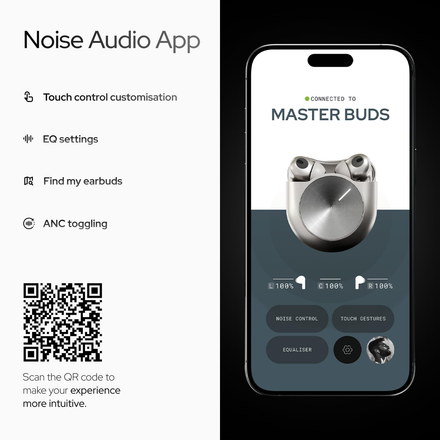 Noise Audio App
Touch control customisation
EQ settings
Find my earbuds
ANC toggling
Scan the QR code to
make your experience
more intuitive.
CONNECTED TO
MASTER BUDS
L 100%
C 100%
R 100%
NOISE CONTROL
TOUCH GESTURES
EQUALISER